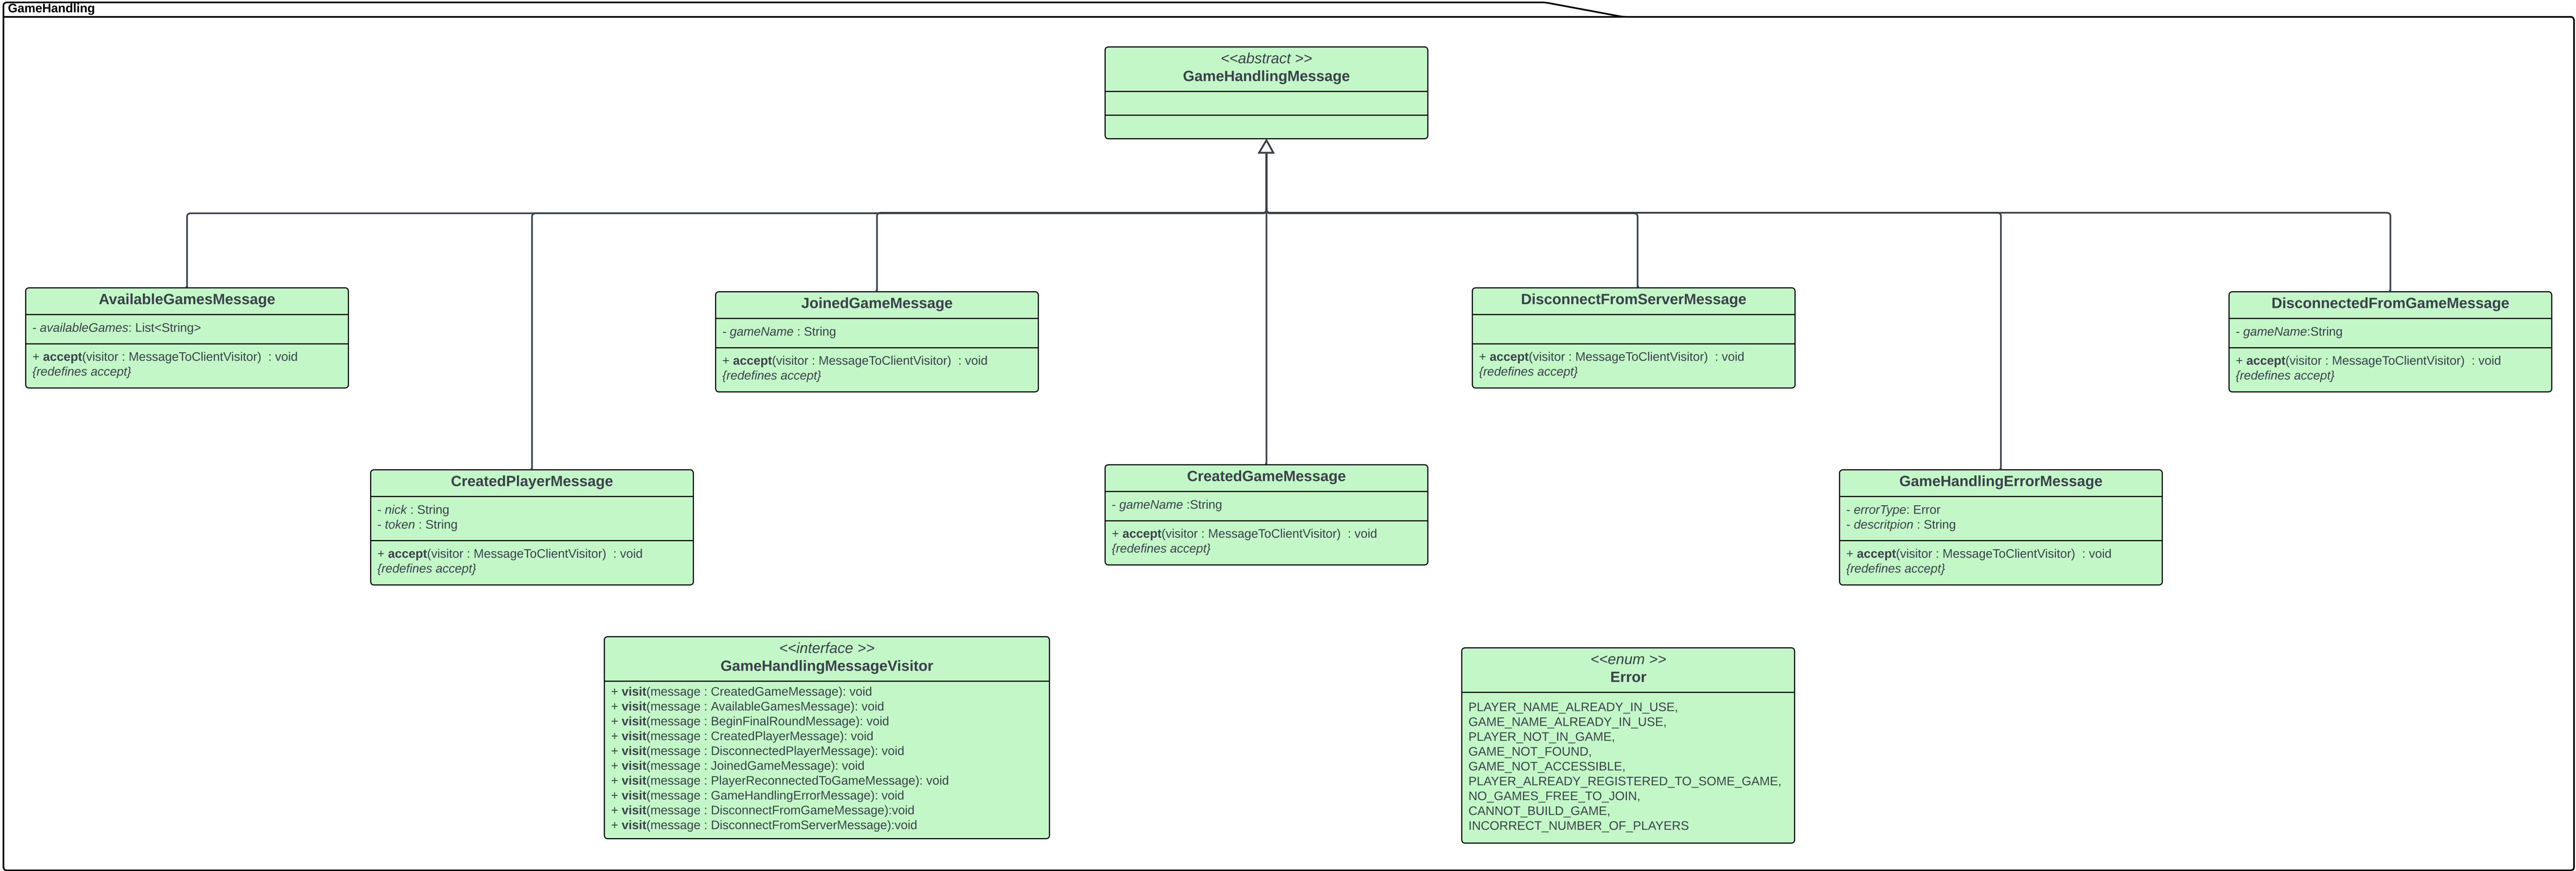 GameHandling
<<abstract >>
GameHandlingMessage
AvailableGamesMessage
- availableGames: List<String>
+ accept(visitor : MessageToClientVisitor)  : void
{redefines accept}
JoinedGameMessage
- gameName : String
+ accept(visitor : MessageToClientVisitor)  : void
{redefines accept}
DisconnectFromServerMessage
+ accept(visitor : MessageToClientVisitor)  : void
{redefines accept}
DisconnectedFromGameMessage
- gameName:String
+ accept(visitor : MessageToClientVisitor)  : void
{redefines accept}
CreatedPlayerMessage
- nick : String
- token : String
+ accept(visitor : MessageToClientVisitor)  : void
{redefines accept}
CreatedGameMessage
- gameName :String
+ accept(visitor : MessageToClientVisitor)  : void
{redefines accept}
GameHandlingErrorMessage
- errorType: Error
- descritpion : String
+ accept(visitor : MessageToClientVisitor)  : void
{redefines accept}
<<interface >>
GameHandlingMessageVisitor
+ visit(message : CreatedGameMessage): void
+ visit(message : AvailableGamesMessage): void
+ visit(message : BeginFinalRoundMessage): void
+ visit(message : CreatedPlayerMessage): void
+ visit(message : DisconnectedPlayerMessage): void
+ visit(message : JoinedGameMessage): void
+ visit(message : PlayerReconnectedToGameMessage): void
+ visit(message : GameHandlingErrorMessage): void
+ visit(message : DisconnectFromGameMessage):void
+ visit(message : DisconnectFromServerMessage):void
<<enum >>
Error
PLAYER_NAME_ALREADY_IN_USE,
GAME_NAME_ALREADY_IN_USE,
PLAYER_NOT_IN_GAME,
GAME_NOT_FOUND,
GAME_NOT_ACCESSIBLE,
PLAYER_ALREADY_REGISTERED_TO_SOME_GAME,
NO_GAMES_FREE_TO_JOIN,
CANNOT_BUILD_GAME,
INCORRECT_NUMBER_OF_PLAYERS